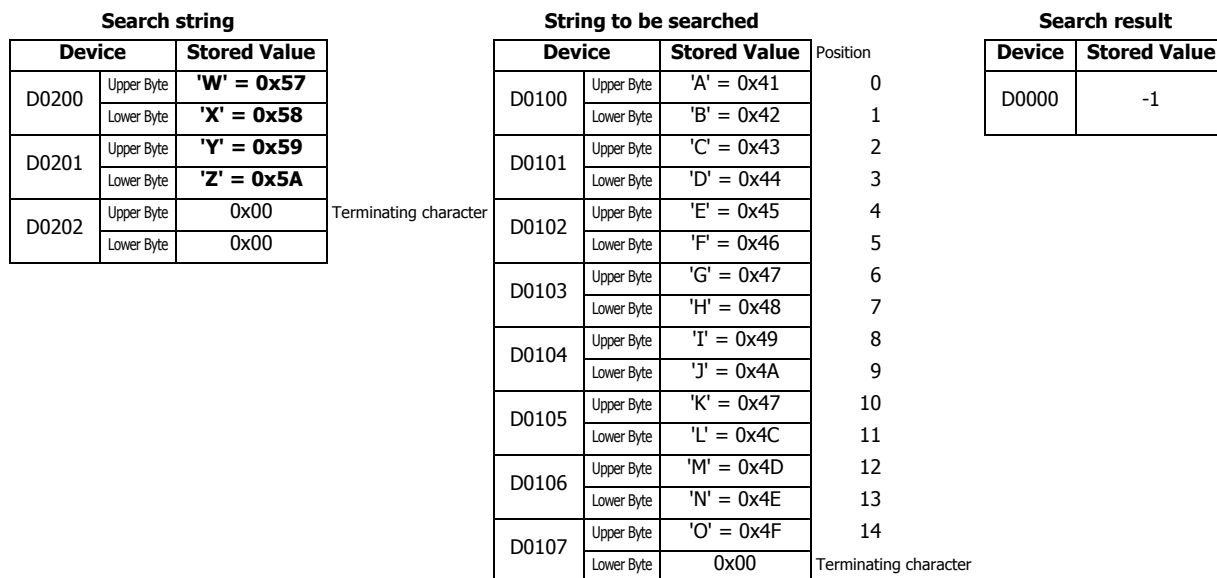 Search string
Device Stored Value
D0200 Upper Byte 'W' = 0x57
Lower Byte 'X' = 0x58
D0201 Upper Byte 'Y' = 0x59
Lower Byte 'Z' = 0x5A
D0202 Upper Byte 0x00 Terminating character
Lower Byte 0x00
String to be searched
Device Stored Value Position
D0100 Upper Byte 'A' = 0x41 0
Lower Byte 'B' = 0x42 1
D0101 Upper Byte 'C' = 0x43 2
Lower Byte 'D' = 0x44 3
D0102 Upper Byte 'E' = 0x45 4
Lower Byte 'F' = 0x46 5
D0103 Upper Byte 'G' = 0x47 6
Lower Byte 'H' = 0x48 7
D0104 Upper Byte 'I' = 0x49 8
Lower Byte 'J' = 0x4A 9
D0105 Upper Byte 'K' = 0x47 10
Lower Byte 'L' = 0x4C 11
D0106 Upper Byte 'M' = 0x4D 12
Lower Byte 'N' = 0x4E 13
D0107 Upper Byte 'O' = 0x4F 14
Lower Byte 0x00 Terminating character
Search result
Device Stored Value
D0000 -1